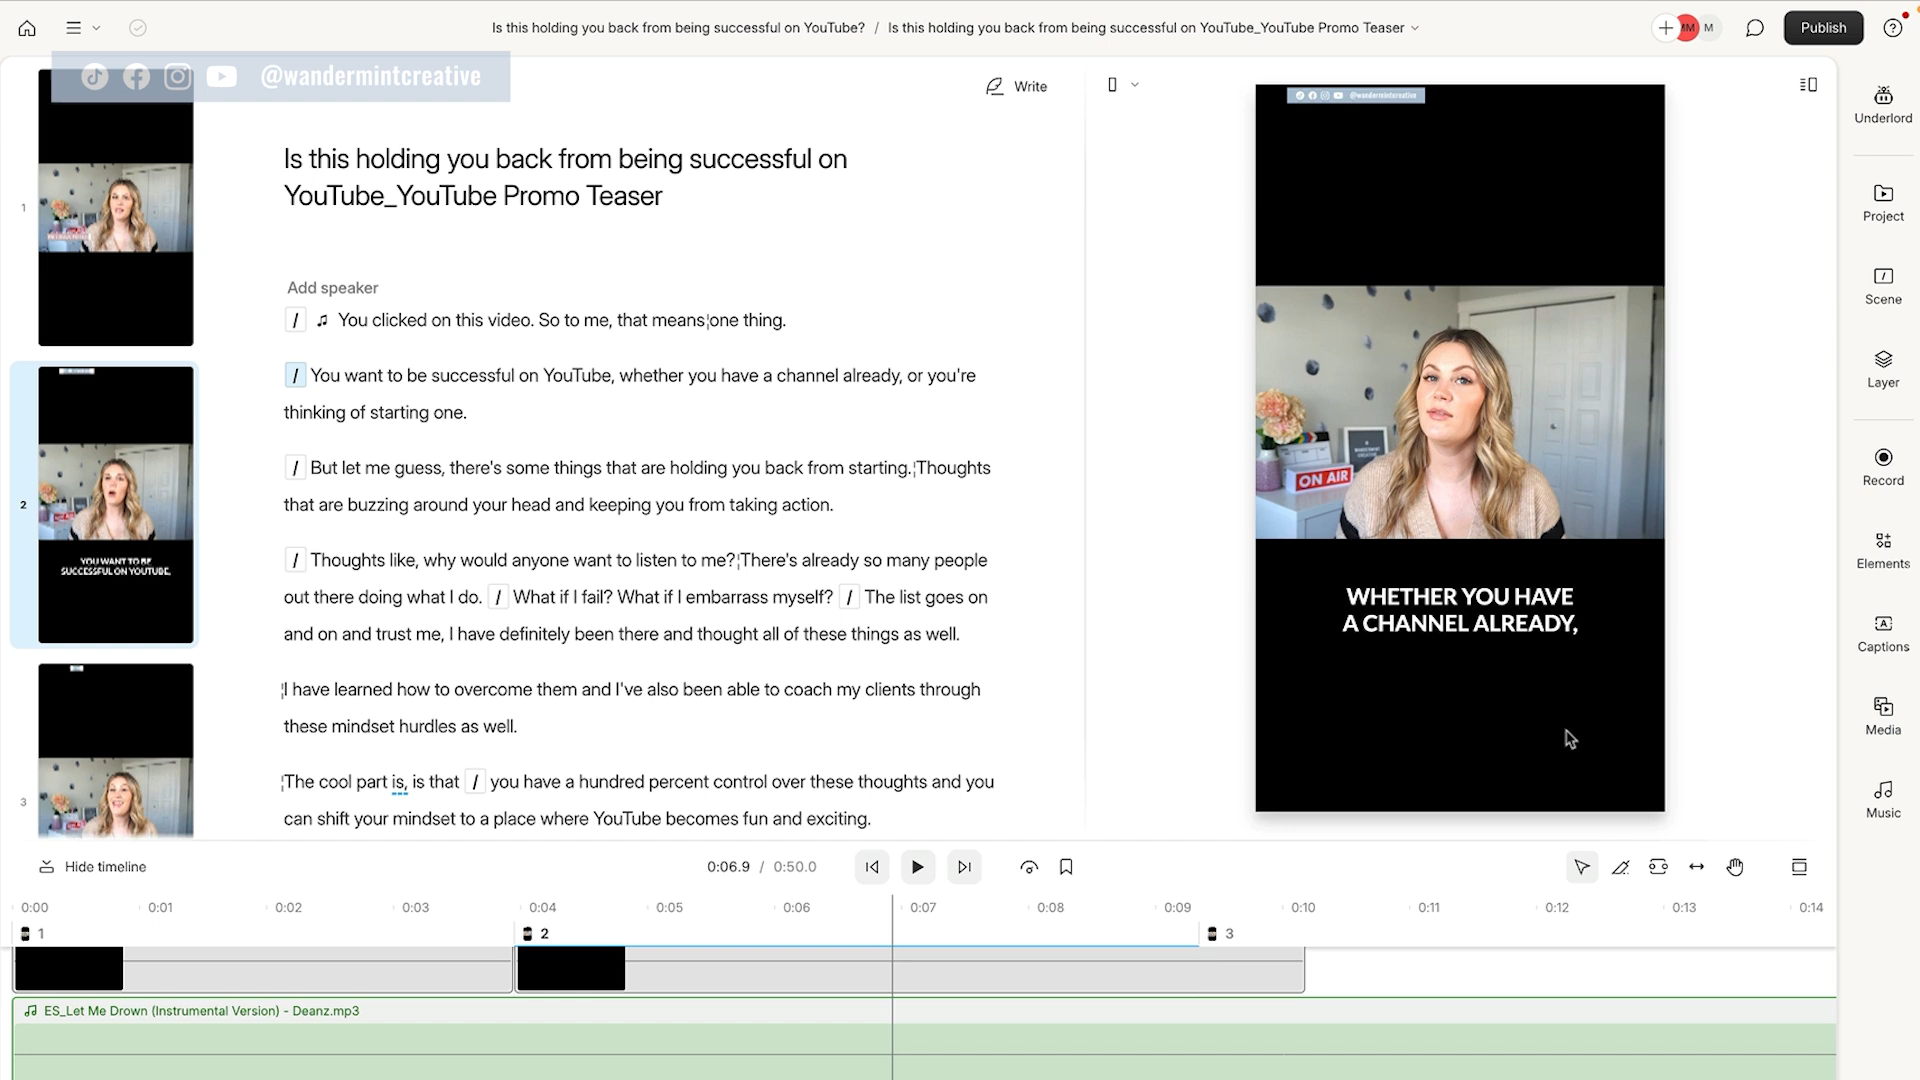 Is this holding you back from being successful on YouTube? / Is this holding you back from being successful on YouTube_YouTube Promo Teaser
MM
M
Publish
@wandermintcreative
Write
@wandermintcreative
Underlord
Project
Scene
Layer
Record
Elements
Captions
Media
Music
1
2
YOU WANT TO BE
SUCCESSFUL ON YOUTUBE,
3
Is this holding you back from being successful on
YouTube_YouTube Promo Teaser
Add speaker
/ ♫ You clicked on this video. So to me, that means¦one thing.
/ You want to be successful on YouTube, whether you have a channel already, or you're
thinking of starting one.
/ But let me guess, there's some things that are holding you back from starting.¦Thoughts
that are buzzing around your head and keeping you from taking action.
/ Thoughts like, why would anyone want to listen to me?¦There's already so many people
out there doing what I do. / What if I fail? What if I embarrass myself? / The list goes on
and on and trust me, I have definitely been there and thought all of these things as well.
¦I have learned how to overcome them and I've also been able to coach my clients through
these mindset hurdles as well.
¦The cool part is, is that / you have a hundred percent control over these thoughts and you
can shift your mindset to a place where YouTube becomes fun and exciting.
ON AIR
WHETHER YOU HAVE
A CHANNEL ALREADY,
Hide timeline
0:06.9 / 0:50.0
0:00 0:01 0:02 0:03 0:04 0:05 0:06 0:07 0:08 0:09 0:10 0:11 0:12 0:13 0:14
1 2 3
ES_Let Me Drown (Instrumental Version) - Deanz.mp3